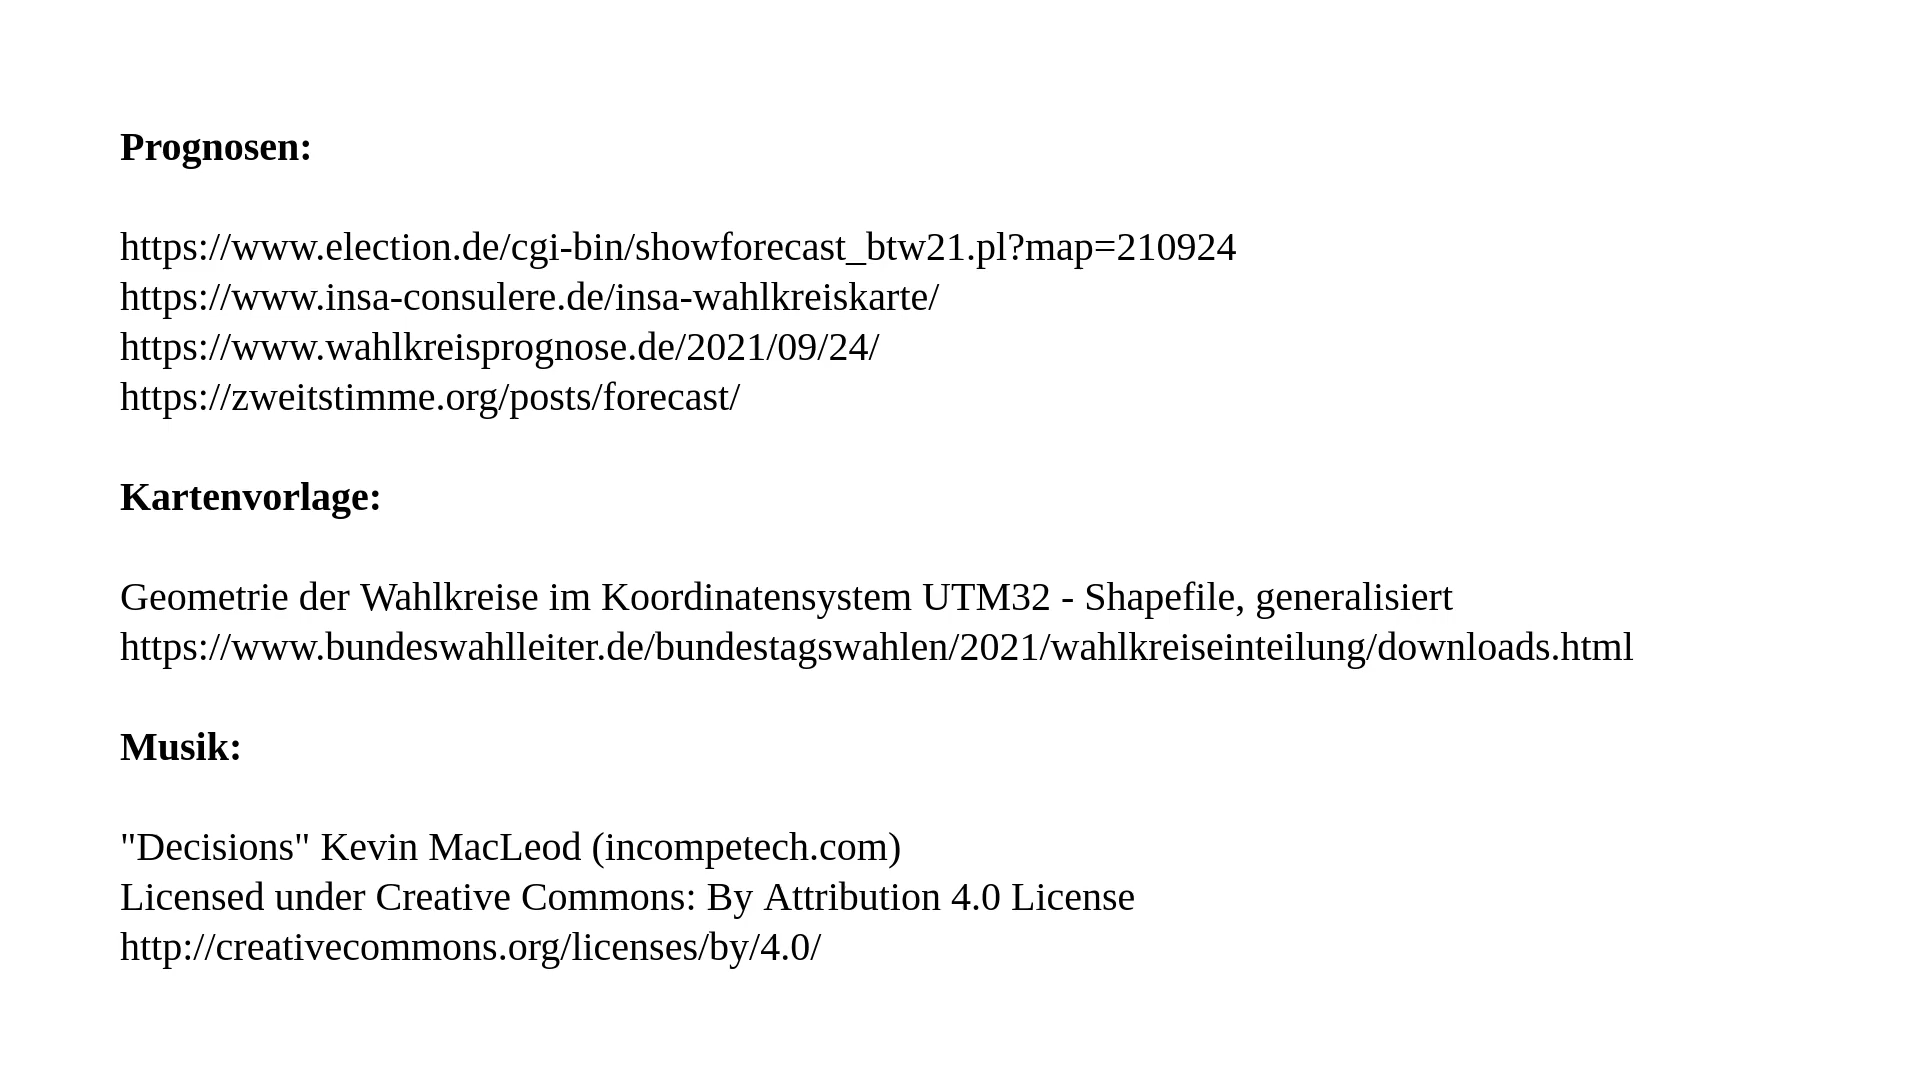 Prognosen:
https://www.election.de/cgi-bin/showforecast_btw21.pl?map=210924
https://www.insa-consulere.de/insa-wahlkreiskarte/
https://www.wahlkreisprognose.de/2021/09/24/
https://zweitstimme.org/posts/forecast/
Kartenvorlage:
Geometrie der Wahlkreise im Koordinatensystem UTM32 - Shapefile, generalisiert
https://www.bundeswahlleiter.de/bundestagswahlen/2021/wahlkreiseinteilung/downloads.html
Musik:
"Decisions" Kevin MacLeod (incompetech.com)
Licensed under Creative Commons: By Attribution 4.0 License
http://creativecommons.org/licenses/by/4.0/